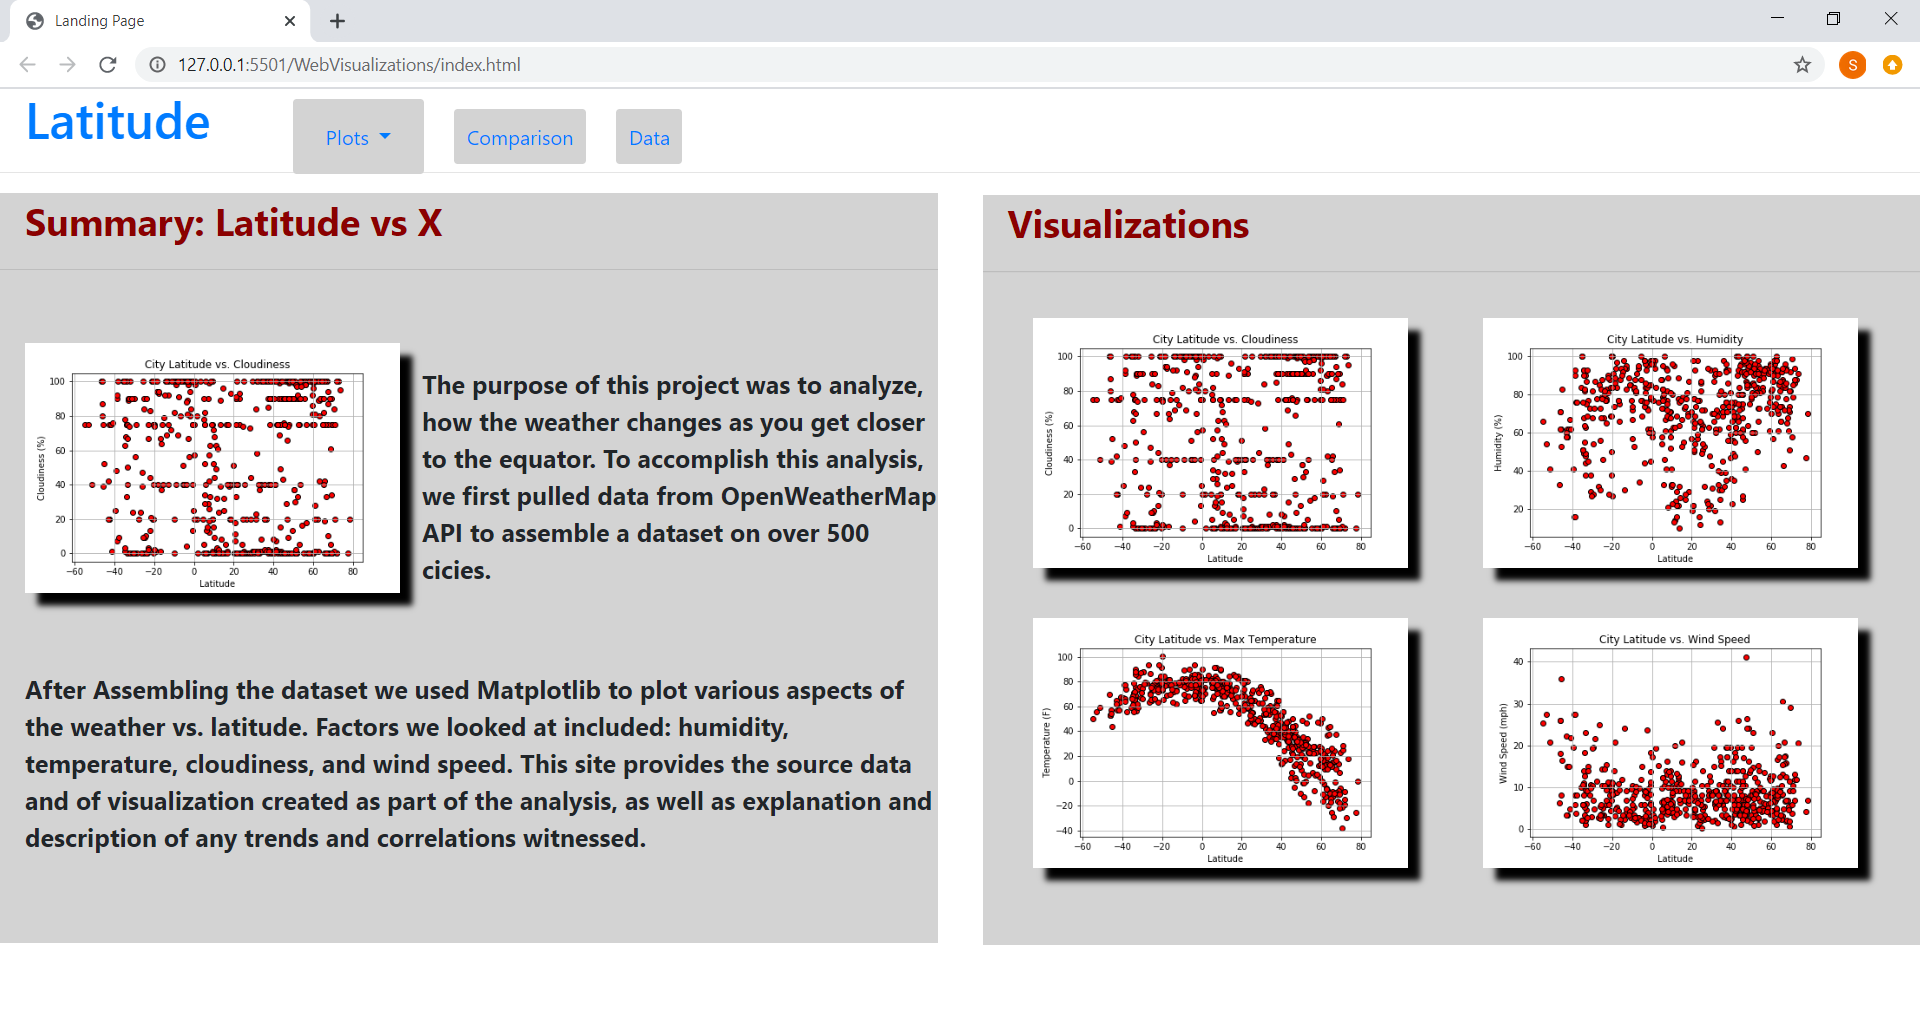 Landing Page
127.0.0.1:5501/WebVisualizations/index.html
S
Latitude
Plots
Comparison
Data
Summary: Latitude vs X
City Latitude vs. Cloudiness
100
80
60
40
20
0
Cloudiness (%)
−60 −40 −20 0 20 40 60 80
Latitude
The purpose of this project was to analyze,
how the weather changes as you get closer
to the equator. To accomplish this analysis,
we first pulled data from OpenWeatherMap
API to assemble a dataset on over 500
cicies.
After Assembling the dataset we used Matplotlib to plot various aspects of
the weather vs. latitude. Factors we looked at included: humidity,
temperature, cloudiness, and wind speed. This site provides the source data
and of visualization created as part of the analysis, as well as explanation and
description of any trends and correlations witnessed.
Visualizations
City Latitude vs. Cloudiness
100
80
60
40
20
0
Cloudiness (%)
−60 −40 −20 0 20 40 60 80
Latitude
City Latitude vs. Humidity
100
80
60
40
20
Humidity (%)
−60 −40 −20 0 20 40 60 80
Latitude
City Latitude vs. Max Temperature
100
80
60
40
20
0
−20
−40
Temperature (F)
−60 −40 −20 0 20 40 60 80
Latitude
City Latitude vs. Wind Speed
40
30
20
10
0
Wind Speed (mph)
−60 −40 −20 0 20 40 60 80
Latitude